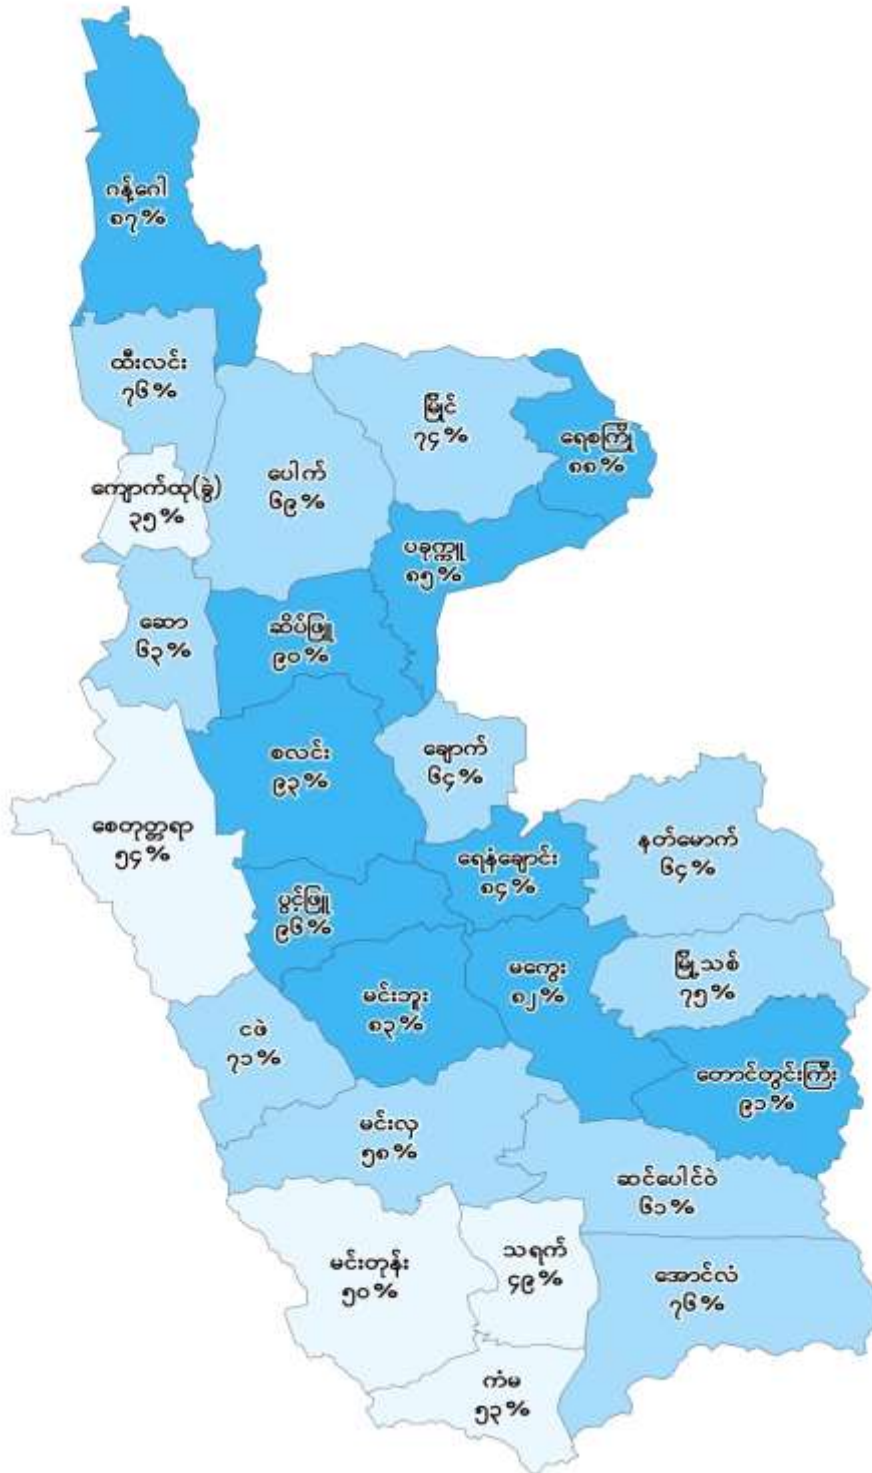 ဂန့်ဂေါ
၈၇%
ထီးလင်း
၇၆%
မြိုင်
၇၄%
ရေစကြို
၈၈%
ပေါက်
၆၉%
ကျောက်ထု(ခွဲ)
၃၅%
ပခုက္ကူ
၈၅%
ဆော
၆၃%
ဆိပ်ဖြူ
၉၀%
စလင်း
၉၃%
ချောက်
၆၄%
စေတုတ္တရာ
၅၄%
ရေနံချောင်း
၈၄%
နတ်မောက်
၆၄%
ပွင့်ဖြူ
၉၆%
မင်းဘူး
၈၃%
မကွေး
၈၂%
မြို့သစ်
၇၅%
ငဖဲ
၇၁%
တောင်တွင်းကြီး
၉၁%
မင်းလှ
၅၈%
ဆင်ပေါင်ဝဲ
၆၁%
မင်းတုန်း
၅၀%
သရက်
၄၉%
အောင်လံ
၇၆%
ကံမ
၅၃%